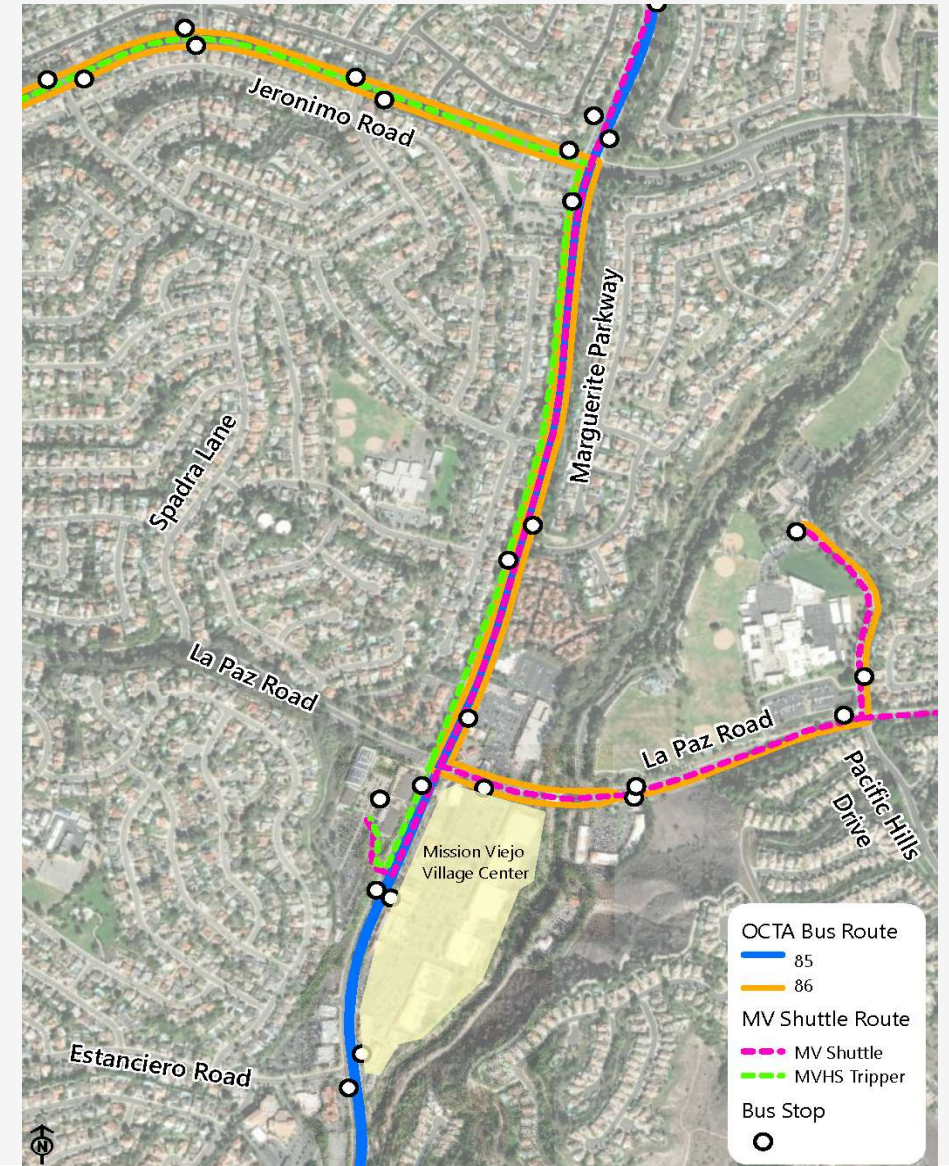 Jeronimo Road
Marguerite Parkway
Spadra Lane
La Paz Road
La Paz Road
Pacific Hills
Drive
Mission Viejo
Village Center
Estanciero Road
OCTA Bus Route
85
86
MV Shuttle Route
MV Shuttle
MVHS Tripper
Bus Stop
N